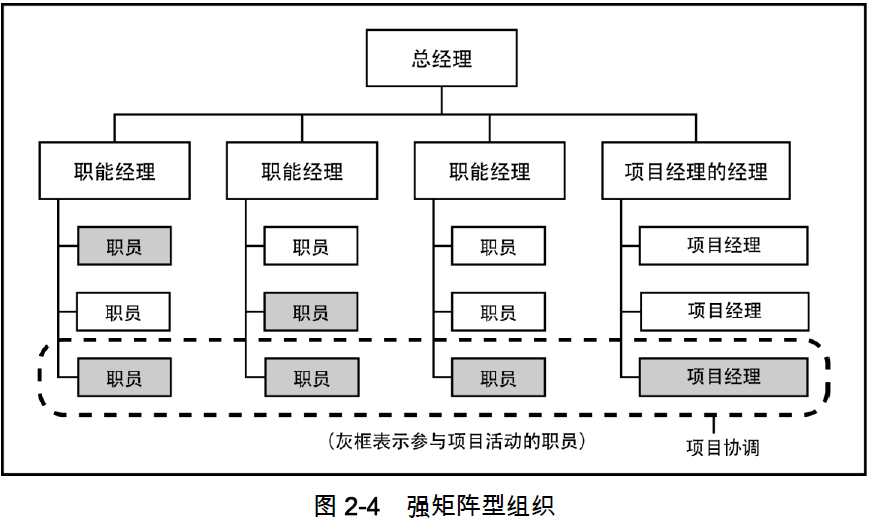 总经理
职能经理
职能经理
职能经理
项目经理的经理
职员
职员
职员
项目经理
职员
职员
职员
项目经理
职员
职员
职员
项目经理
(灰框表示参与项目活动的职员)
项目协调
图 2-4 强矩阵型组织